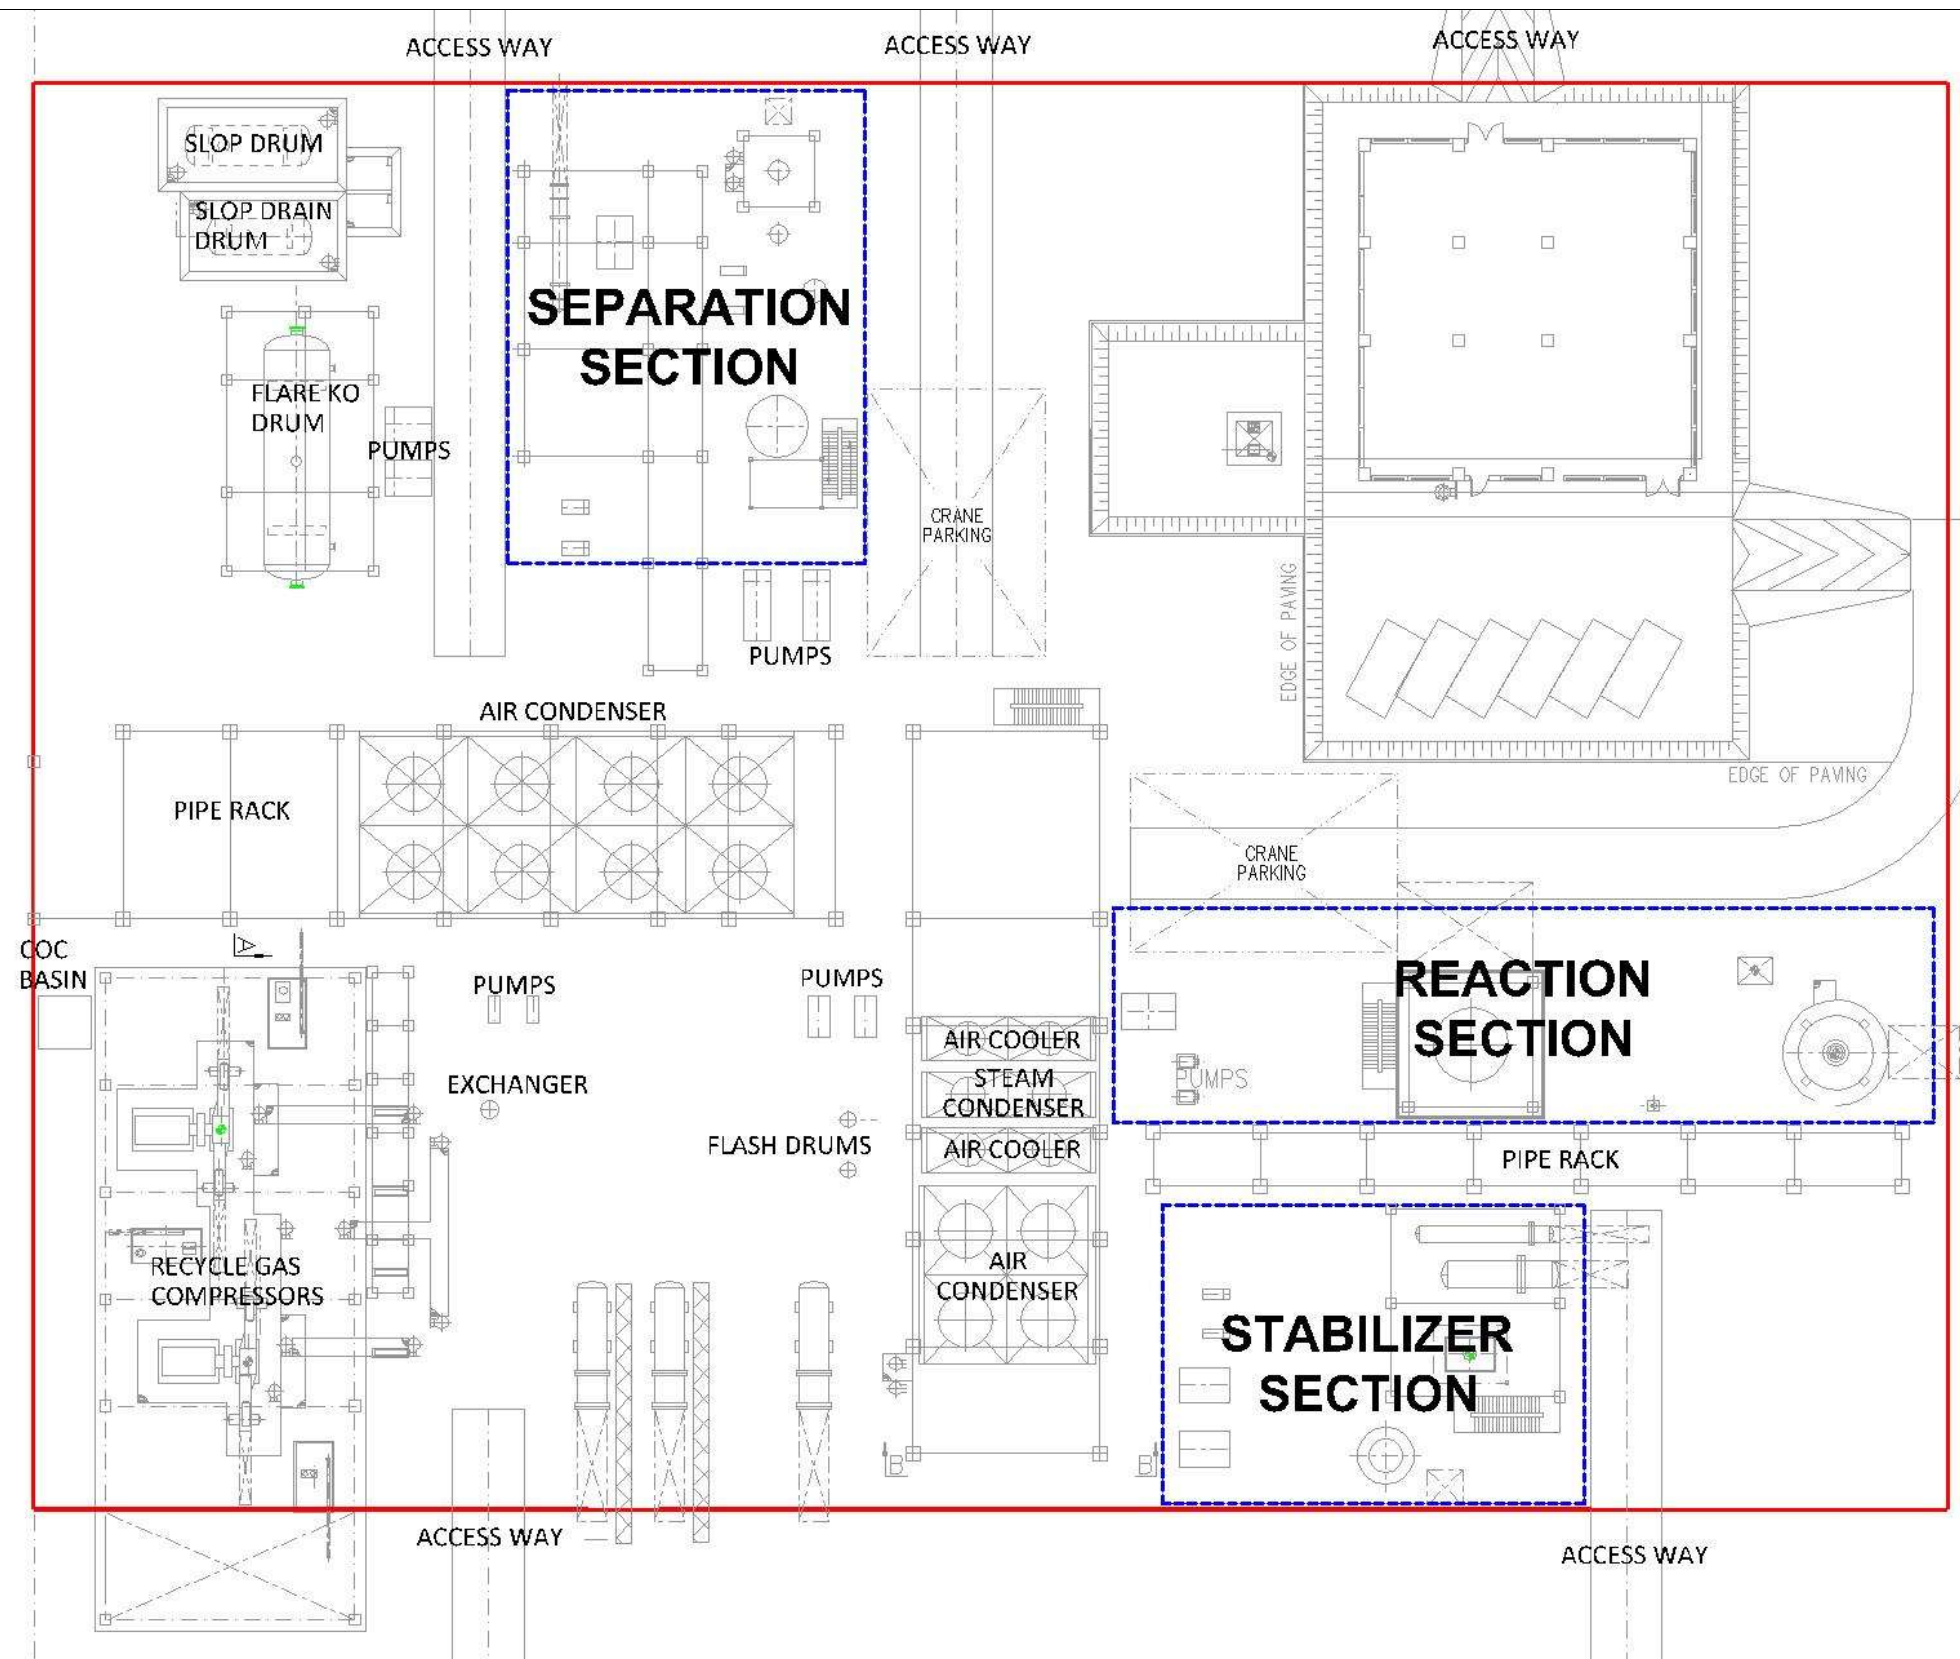 ACCESS WAY
ACCESS WAY
ACCESS WAY
SLOP DRUM
SLOP DRAIN
DRUM
SEPARATION
SECTION
FLARE KO
DRUM
PUMPS
CRANE
PARKING
EDGE OF PAVING
PUMPS
AIR CONDENSER
EDGE OF PAVING
PIPE RACK
CRANE
PARKING
COC
BASIN
A
PUMPS
PUMPS
REACTION
SECTION
AIR COOLER
STEAM
CONDENSER
AIR COOLER
PUMPS
EXCHANGER
FLASH DRUMS
PIPE RACK
RECYCLE GAS
COMPRESSORS
AIR
CONDENSER
STABILIZER
SECTION
B
B
ACCESS WAY
ACCESS WAY